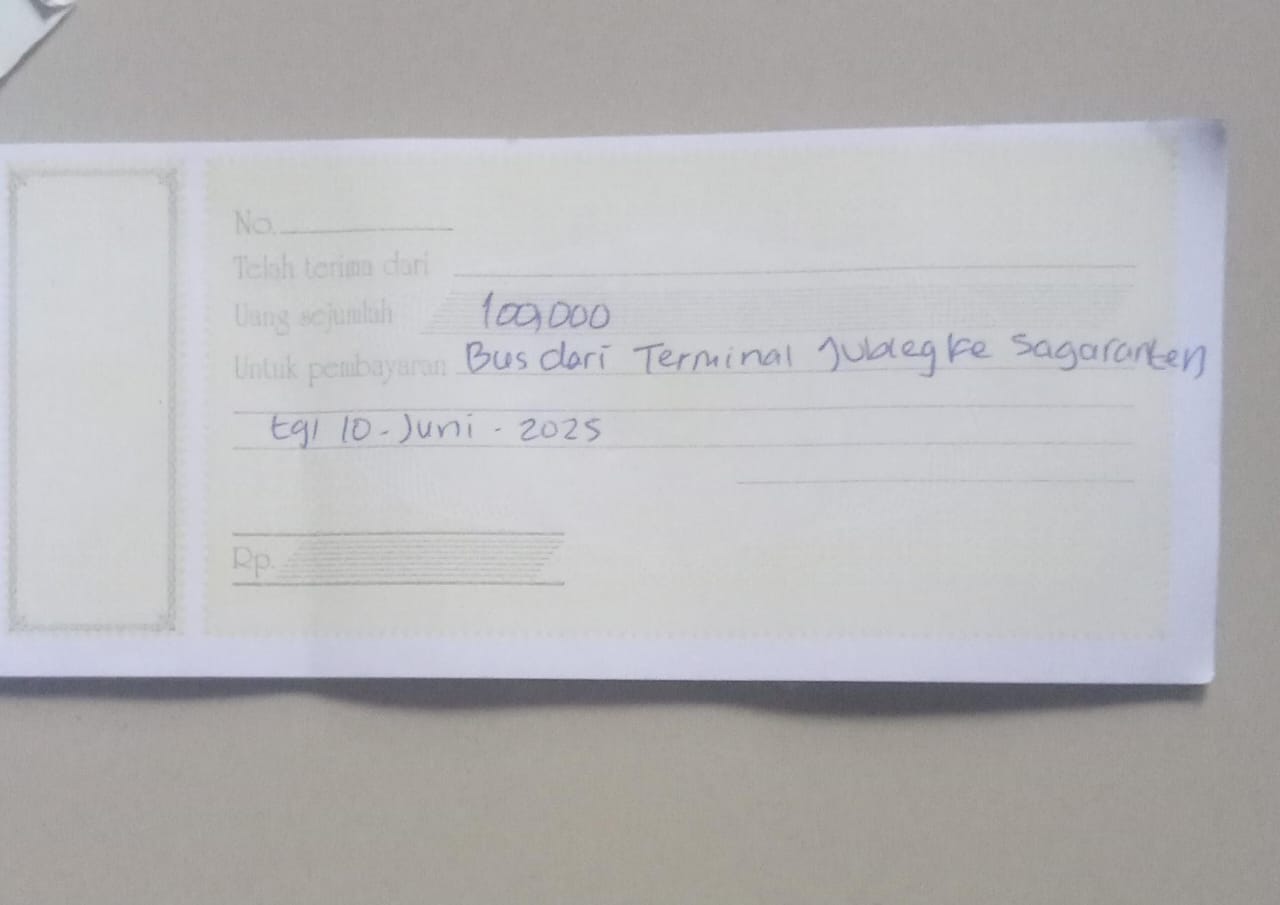 No.
Telah terima dari
Uang sejumlah 100,000
Untuk pembayaran Bus dari Terminal Jubleg ke Sagaranten
tgl 10 - Juni - 2025
Rp.